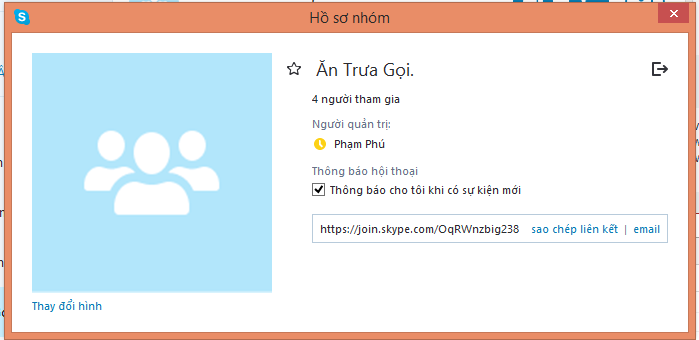 Hồ sơ nhóm
Ăn Trưa Gọi.
4 người tham gia
Người quản trị:
Phạm Phú
Thông báo hội thoại
Thông báo cho tôi khi có sự kiện mới
https://join.skype.com/OqRWnzbig238 sao chép liên kết | email
Thay đổi hình